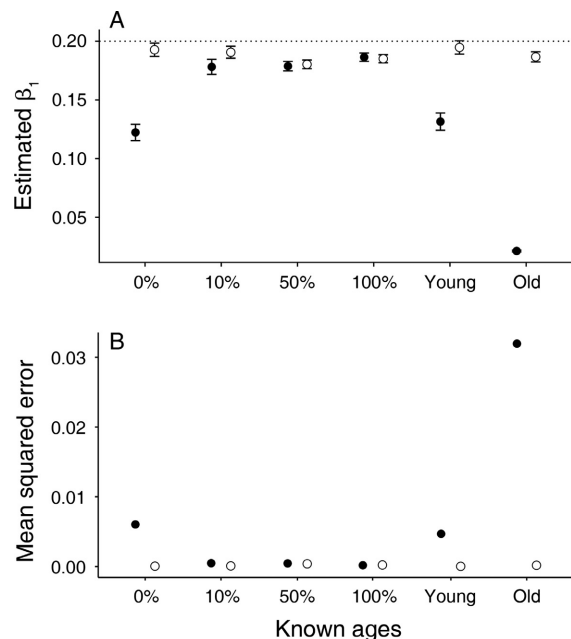 A
Estimated β1
0.20
0.15
0.10
0.05
0% 10% 50% 100% Young Old
B
Mean squared error
0.03
0.02
0.01
0.00
0% 10% 50% 100% Young Old
Known ages